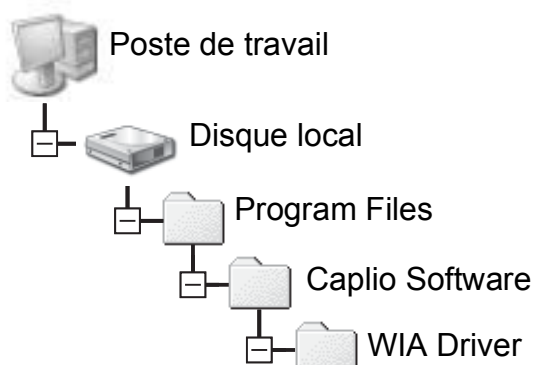 Poste de travail
Disque local
Program Files
Caplio Software
WIA Driver